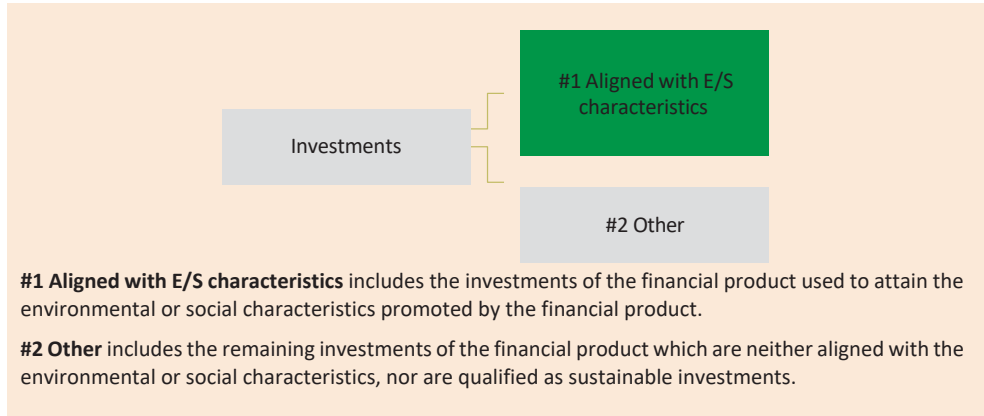 #1 Aligned with E/S
characteristics
Investments
#2 Other
#1 Aligned with E/S characteristics includes the investments of the financial product used to attain the
environmental or social characteristics promoted by the financial product.
#2 Other includes the remaining investments of the financial product which are neither aligned with the
environmental or social characteristics, nor are qualified as sustainable investments.